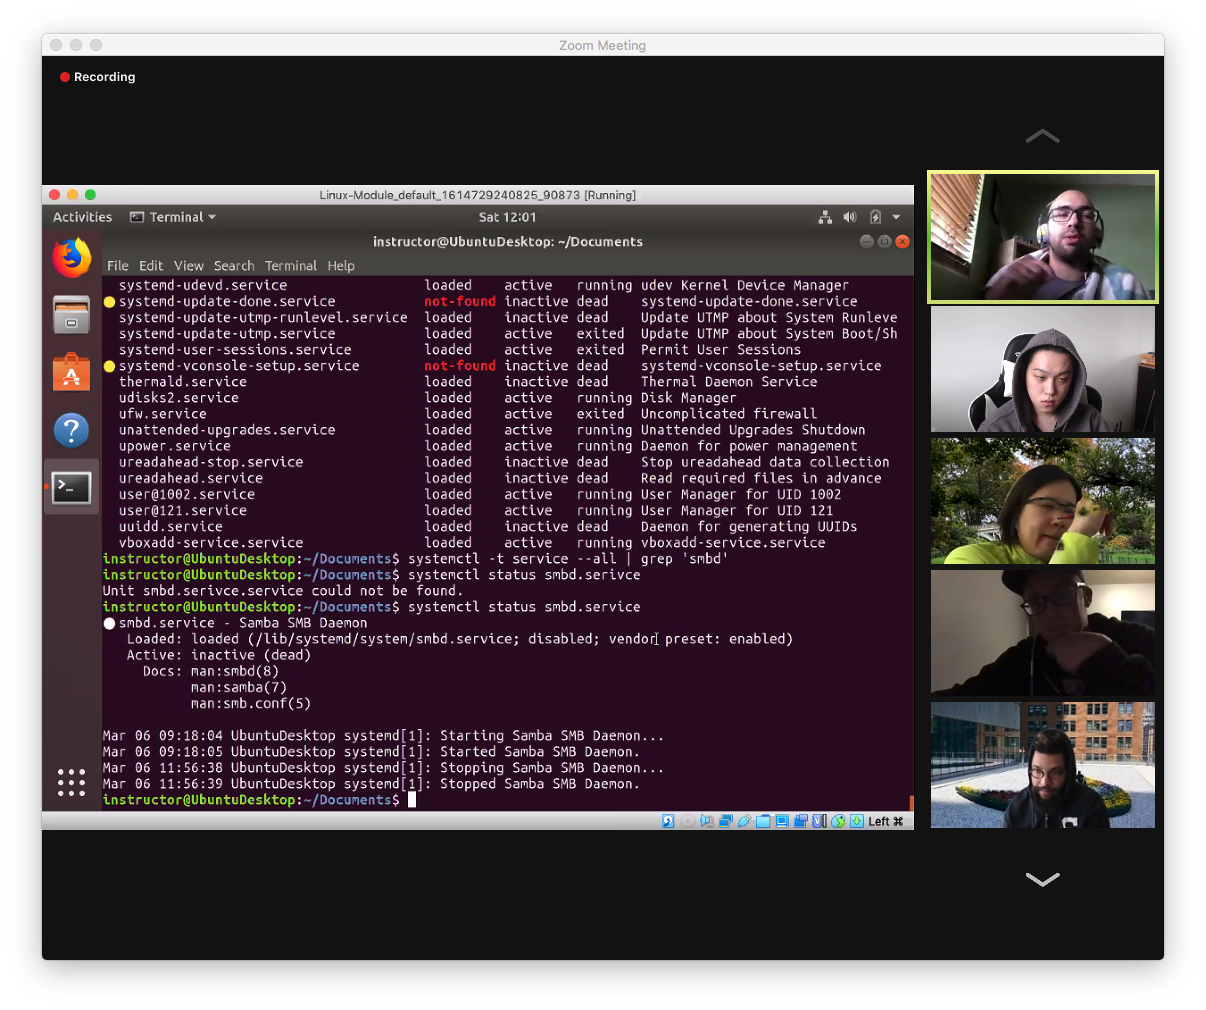 Zoom Meeting
Recording
Linux-Module_default_1614729240825_90873 [Running]
Activities Terminal Sat 12:01
instructor@UbuntuDesktop: ~/Documents
File Edit View Search Terminal Help
systemd-udevd.service loaded active running udev Kernel Device Manager
systemd-update-done.service not-found inactive dead systemd-update-done.service
systemd-update-utmp-runlevel.service loaded inactive dead Update UTMP about System Runleve
systemd-update-utmp.service loaded active exited Update UTMP about System Boot/Sh
systemd-user-sessions.service loaded active exited Permit User Sessions
systemd-vconsole-setup.service not-found inactive dead systemd-vconsole-setup.service
thermald.service loaded inactive dead Thermal Daemon Service
udisks2.service loaded active running Disk Manager
ufw.service loaded active exited Uncomplicated firewall
unattended-upgrades.service loaded active running Unattended Upgrades Shutdown
upower.service loaded active running Daemon for power management
ureadahead-stop.service loaded inactive dead Stop ureadahead data collection
ureadahead.service loaded inactive dead Read required files in advance
user@1002.service loaded active running User Manager for UID 1002
user@121.service loaded active running User Manager for UID 121
uuidd.service loaded inactive dead Daemon for generating UUIDs
vboxadd-service.service loaded active running vboxadd-service.service
instructor@UbuntuDesktop:~/Documents$ systemctl -t service --all | grep 'smbd'
instructor@UbuntuDesktop:~/Documents$ systemctl status smbd.serivce
Unit smbd.serivce.service could not be found.
instructor@UbuntuDesktop:~/Documents$ systemctl status smbd.service
smbd.service - Samba SMB Daemon
Loaded: loaded (/lib/systemd/system/smbd.service; disabled; vendor preset: enabled)
Active: inactive (dead)
Docs: man:smbd(8)
man:samba(7)
man:smb.conf(5)
Mar 06 09:18:04 UbuntuDesktop systemd[1]: Starting Samba SMB Daemon...
Mar 06 09:18:05 UbuntuDesktop systemd[1]: Started Samba SMB Daemon.
Mar 06 11:56:38 UbuntuDesktop systemd[1]: Stopping Samba SMB Daemon...
Mar 06 11:56:39 UbuntuDesktop systemd[1]: Stopped Samba SMB Daemon.
instructor@UbuntuDesktop:~/Documents$
Left ⌘